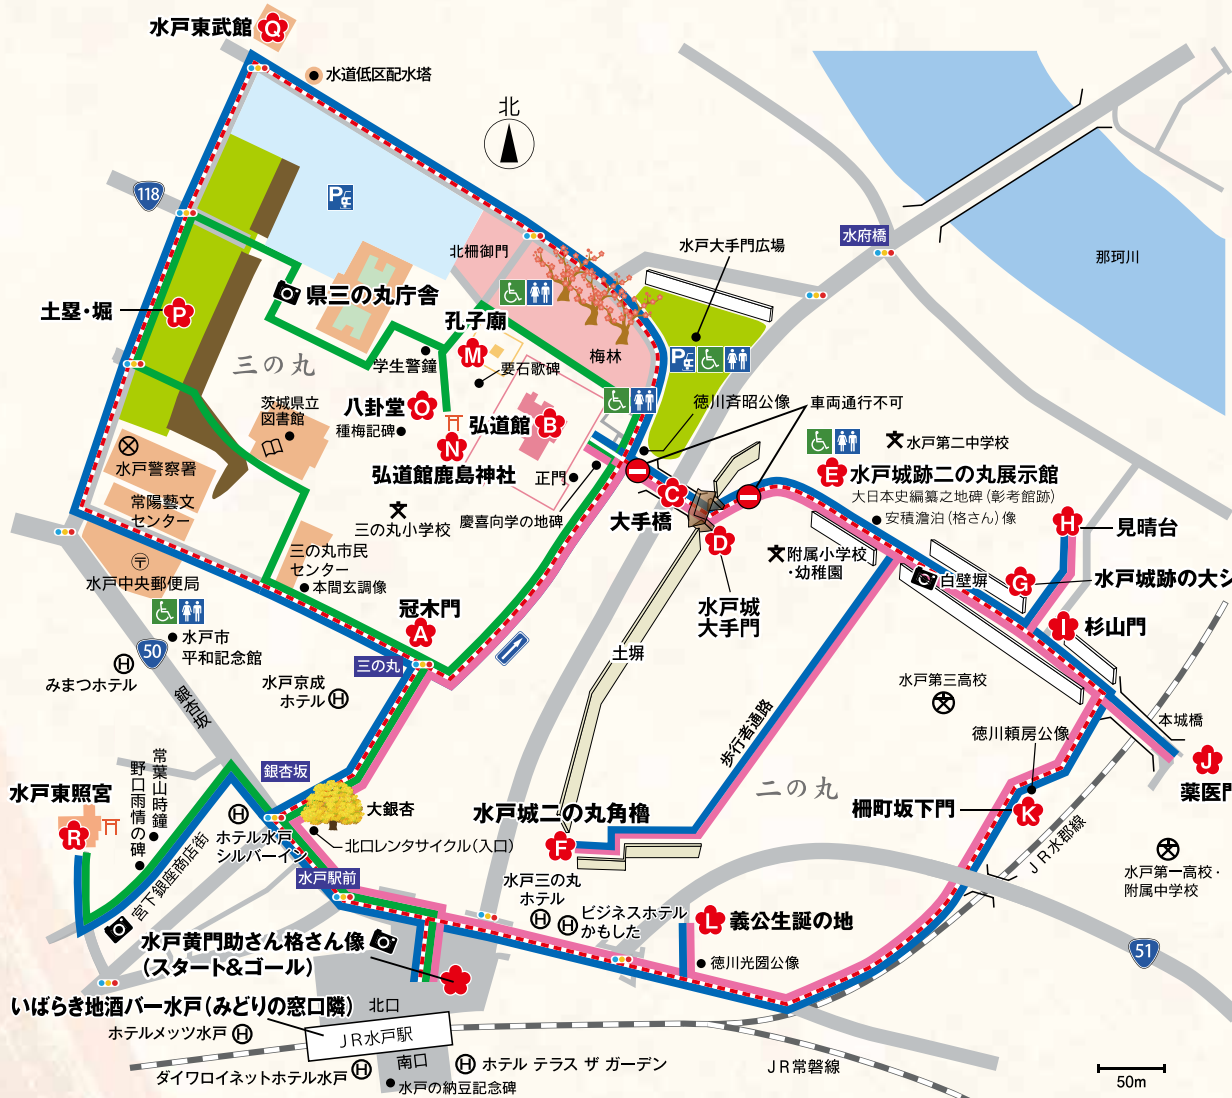 水戸東武館
Q
水道低区配水塔
北
118
P
水府橋
那珂川
水戸大手門広場
北柵御門
県三の丸庁舎
土塁・堀
P
孔子廟
M
梅林
P
三の丸
学生警鐘
要石歌碑
茨城県立
図書館
八卦堂
O
種梅記碑
弘道館
B
徳川斉昭公像
車両通行不可
N
弘道館鹿島神社
正門
水戸警察署
常陽藝文
センター
三の丸小学校
慶喜向学の地碑
C
大手橋
D
水戸第二中学校
E
水戸城跡二の丸展示館
大日本史編纂之地碑(彰考館跡)
安積澹泊(格さん)像
H
見晴台
附属小学校
・幼稚園
白壁塀
G
水戸城跡の大シ
I
杉山門
〒
水戸中央郵便局
三の丸市民
センター
本間玄調像
冠木門
A
水戸城
大手門
土塀
50
水戸市
平和記念館
H
みまつホテル
銀杏坂
水戸京成
ホテル
H
三の丸
水戸第三高校
歩行者通路
本城橋
徳川頼房公像
J
薬医門
銀杏坂
大銀杏
二の丸
柵町坂下門
K
水戸東照宮
R
常葉山時鐘
野口雨情の碑
H
ホテル水戸
シルバーイン
北口レンタサイクル(入口)
水戸城二の丸角櫓
F
JR水郡線
水戸第一高校・
附属中学校
宮下銀座商店街
水戸駅前
水戸三の丸
ホテル
H
H
ビジネスホテル
かもした
L
義公生誕の地
徳川光圀公像
51
水戸黄門助さん格さん像
(スタート&ゴール)
いばらき地酒バー水戸(みどりの窓口隣)
北口
ホテルメッツ水戸
H
JR水戸駅
南口
ダイワロイネットホテル水戸
H
H
ホテル テラス ザ ガーデン
水戸の納豆記念碑
JR常磐線
50m